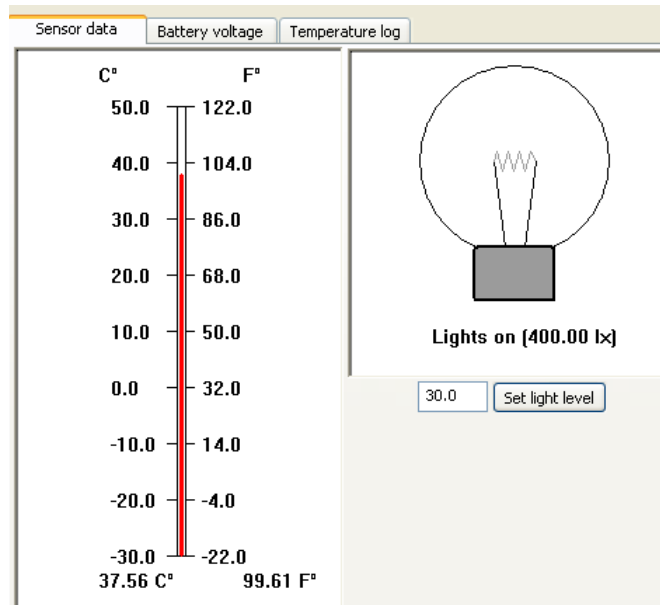 Sensor data Battery voltage Temperature log
C° F°
50.0 122.0
40.0 104.0
30.0 86.0
20.0 68.0
10.0 50.0
0.0 32.0
-10.0 14.0
-20.0 -4.0
-30.0 -22.0
37.56 C° 99.61 F°
Lights on (400.00 lx)
30.0 Set light level